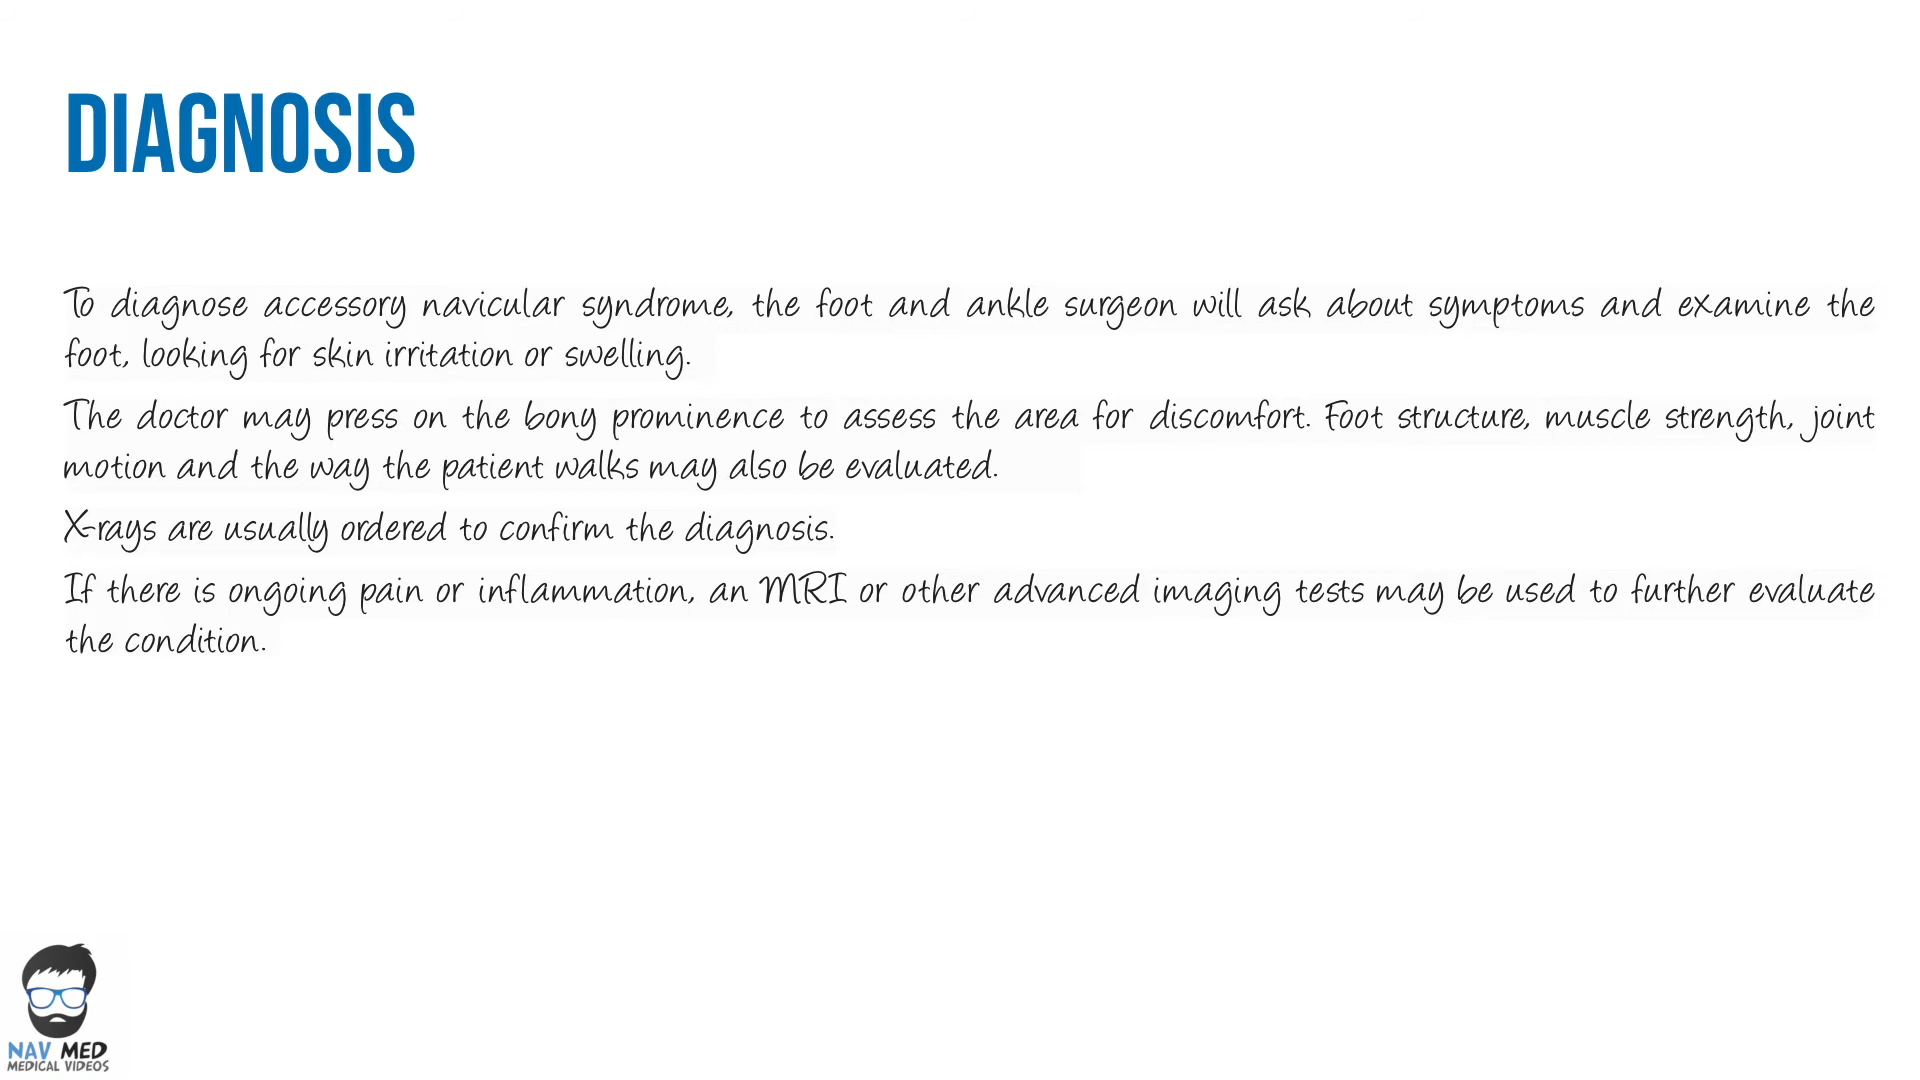 DIAGNOSIS
To diagnose accessory navicular syndrome, the foot and ankle surgeon will ask about symptoms and examine the
foot, looking for skin irritation or swelling.
The doctor may press on the bony prominence to assess the area for discomfort. Foot structure, muscle strength, joint
motion and the way the patient walks may also be evaluated.
X-rays are usually ordered to confirm the diagnosis.
If there is ongoing pain or inflammation, an MRI or other advanced imaging tests may be used to further evaluate
the condition.
NAV MED
MEDICAL VIDEOS